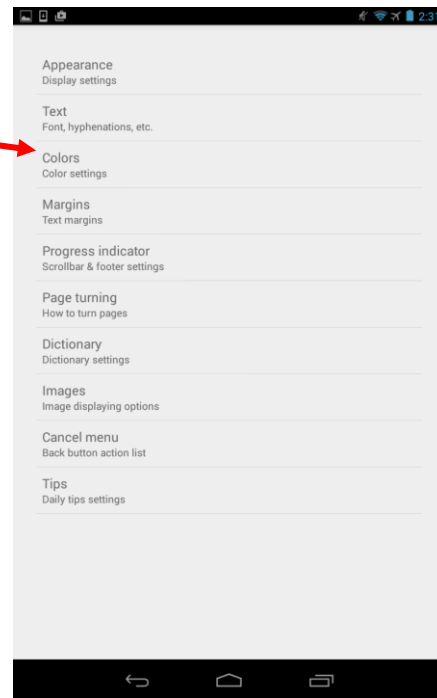 2:31
Appearance
Display settings
Text
Font, hyphenations, etc.
Colors
Color settings
Margins
Text margins
Progress indicator
Scrollbar & footer settings
Page turning
How to turn pages
Dictionary
Dictionary settings
Images
Image displaying options
Cancel menu
Back button action list
Tips
Daily tips settings